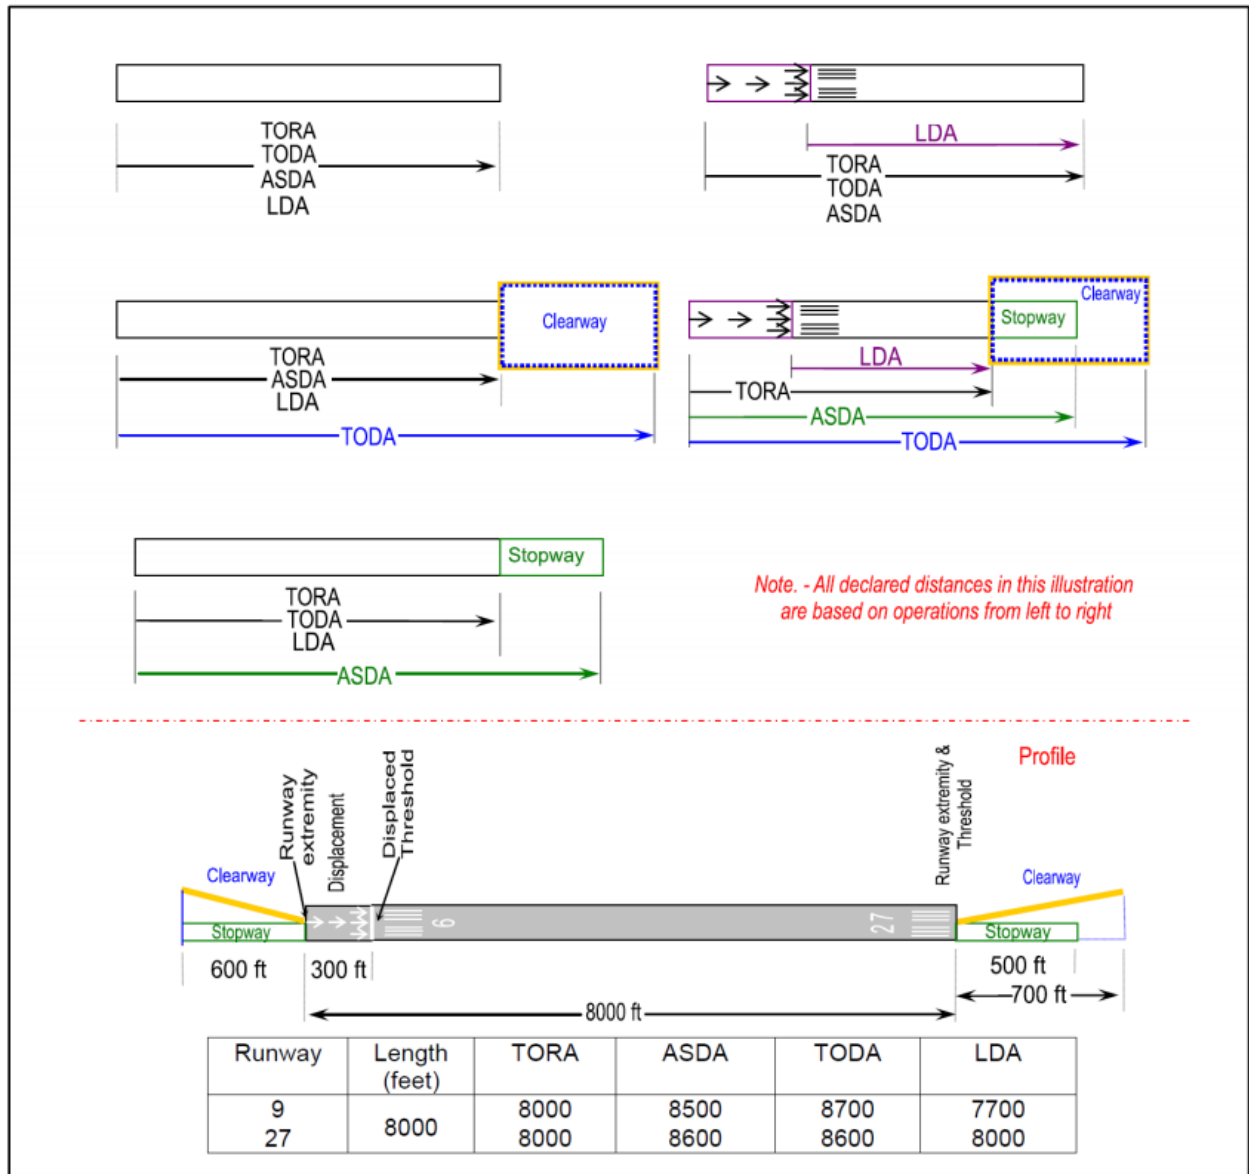 TORA
TODA
ASDA
LDA
LDA
TORA
TODA
ASDA
Clearway
TORA
ASDA
LDA
TODA
Clearway
Stopway
LDA
TORA
ASDA
TODA
Stopway
TORA
TODA
LDA
ASDA
Note. - All declared distances in this illustration
are based on operations from left to right
Profile
Runway
extremity
Displacement
Displaced
Threshold
Runway extremity &
Threshold
Clearway
Stopway
9
27
Clearway
Stopway
600 ft
300 ft
500 ft
700 ft
8000 ft
Runway Length TORA ASDA TODA LDA
(feet)
9 8000 8000 8500 8700 7700
27 8000 8600 8600 8000